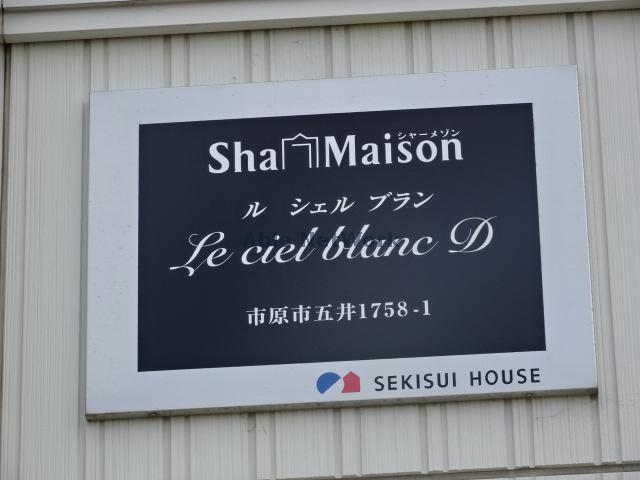 シャーメゾン
Sha Maison
ル シェル ブラン
Le ciel blanc D
市原市五井1758-1
SEKISUI HOUSE